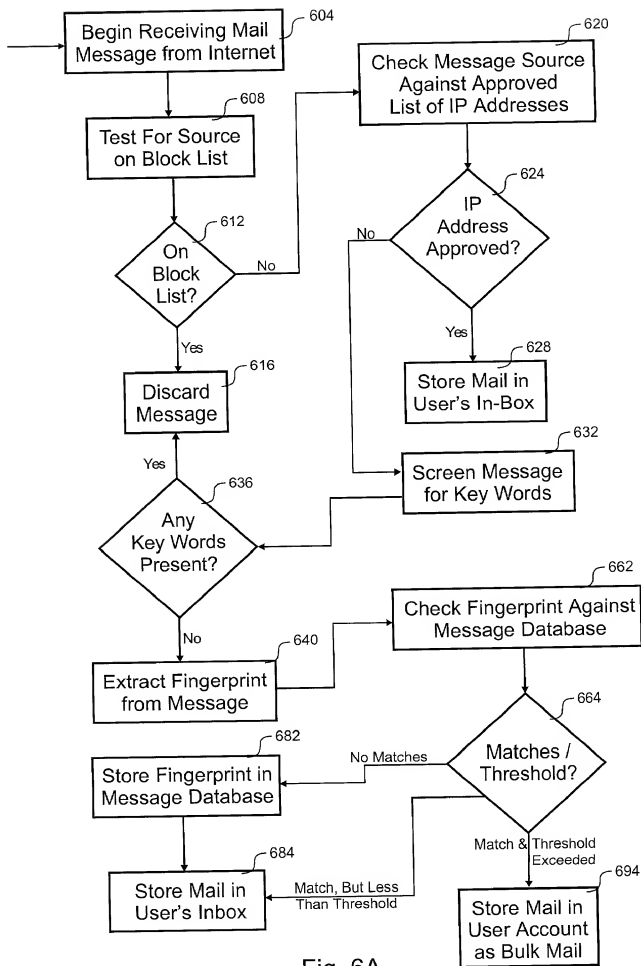 Begin Receiving Mail
Message from Internet
604
Test For Source
on Block List
608
On
Block
List?
612
No
Yes
Discard
Message
616
Check Message Source
Against Approved
List of IP Addresses
620
IP
Address
Approved?
624
No
Yes
Store Mail in
User's In-Box
628
Screen Message
for Key Words
632
Any
Key Words
Present?
636
Yes
No
Extract Fingerprint
from Message
640
Check Fingerprint Against
Message Database
662
Matches /
Threshold?
664
No Matches
Store Fingerprint in
Message Database
682
Match, But Less
Than Threshold
Store Mail in
User's Inbox
684
Match & Threshold
Exceeded
Store Mail in
User Account
as Bulk Mail
694
Fig. 6A